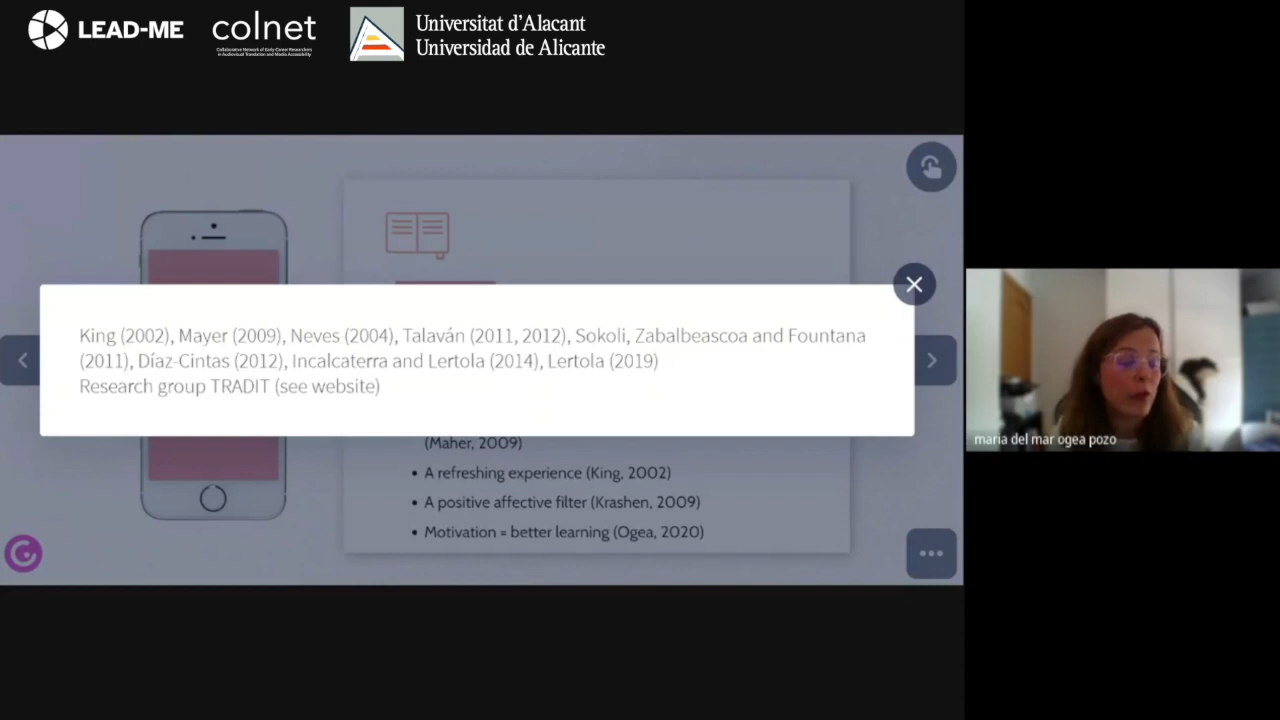 LEAD-ME
colnet
Collaborative Network of Early-Career Researchers
in Audiovisual Translation and Media Accessibility
Universitat d'Alacant
Universidad de Alicante
King (2002), Mayer (2009), Neves (2004), Talaván (2011, 2012), Sokoli, Zabalbeascoa and Fountana
(2011), Díaz-Cintas (2012), Incalcaterra and Lertola (2014), Lertola (2019)
Research group TRADIT (see website)
(Maher, 2009)
• A refreshing experience (King, 2002)
• A positive affective filter (Krashen, 2009)
• Motivation = better learning (Ogea, 2020)
maria del mar ogea pozo